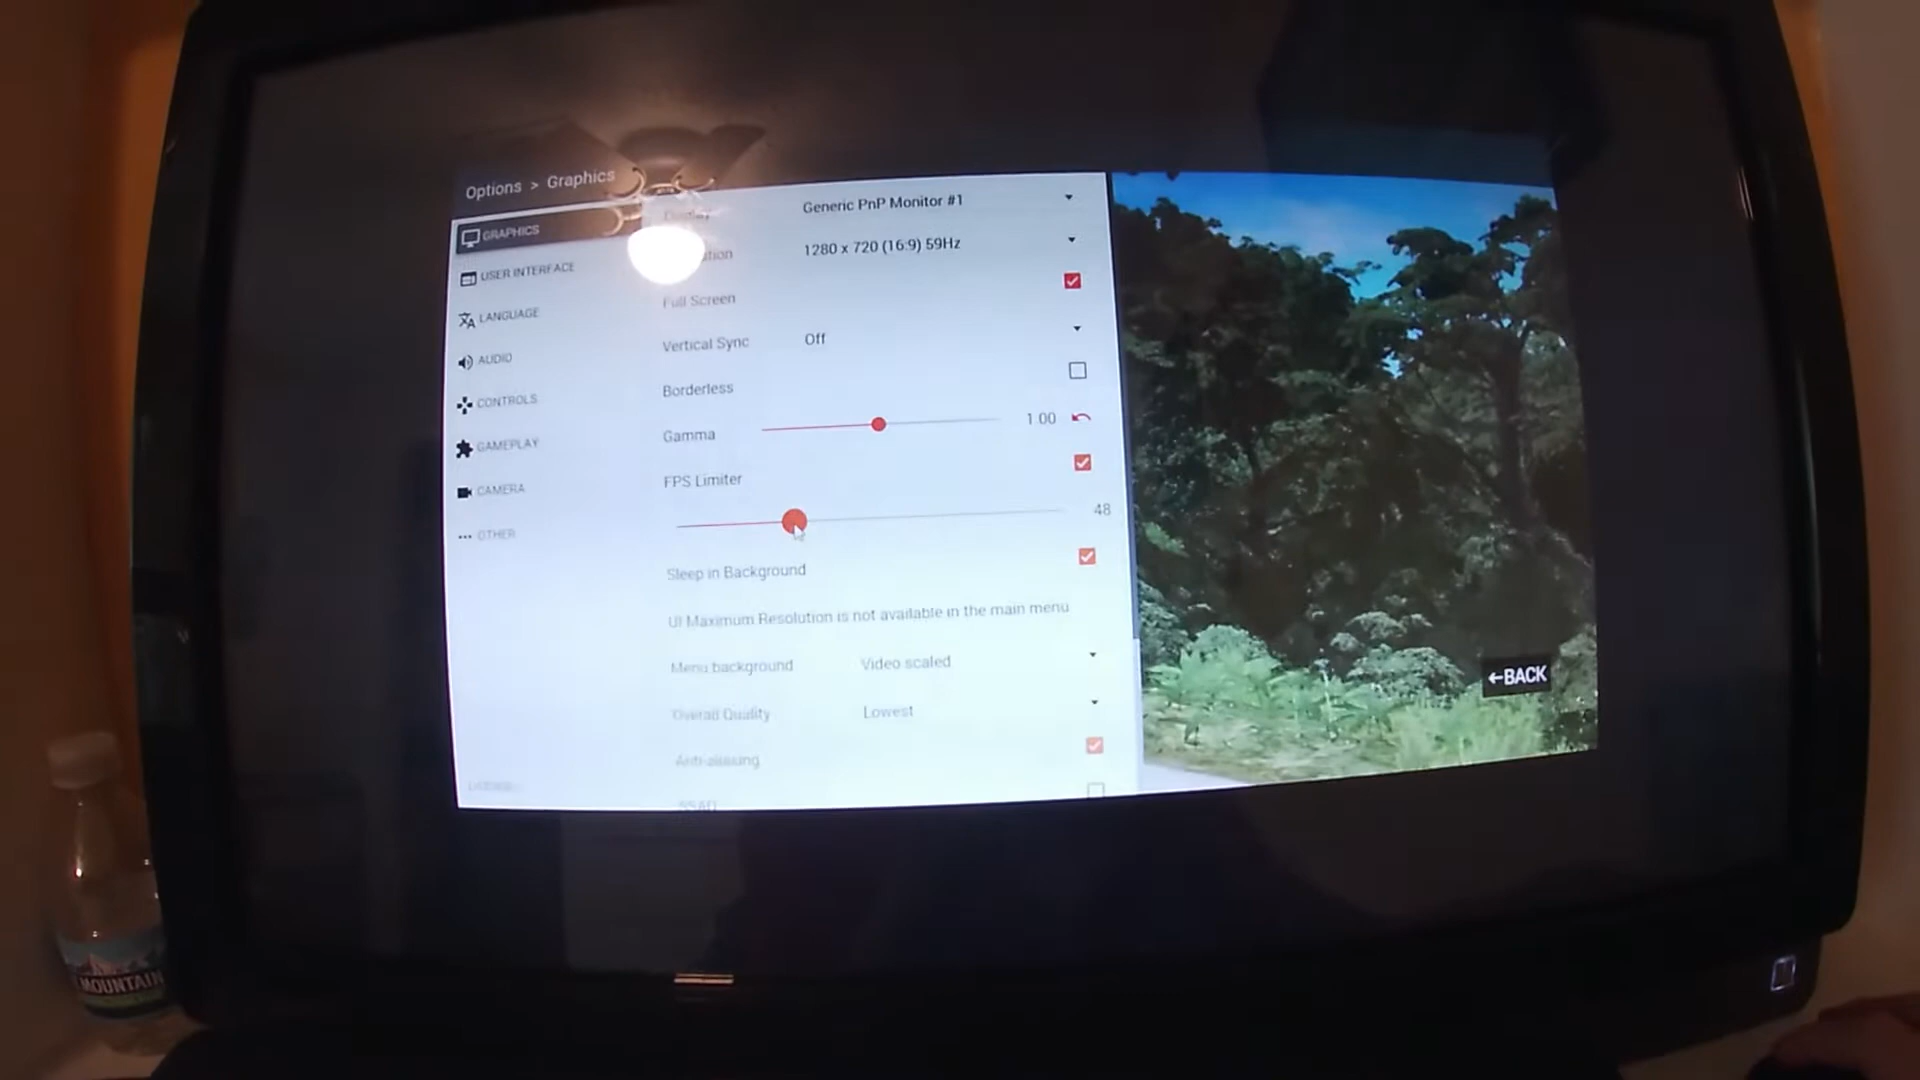 Options > Graphics
GRAPHICS
USER INTERFACE
LANGUAGE
AUDIO
CONTROLS
GAMEPLAY
CAMERA
OTHER
Display Generic PnP Monitor #1
1280 x 720 (16:9) 59Hz
Full Screen
Vertical Sync Off
Borderless
Gamma 1.00
FPS Limiter
48
Sleep in Background
UI Maximum Resolution is not available in the main menu
Menu background Video scaled
Overall Quality Lowest
Anti-aliasing
←BACK
MOUNTAIN